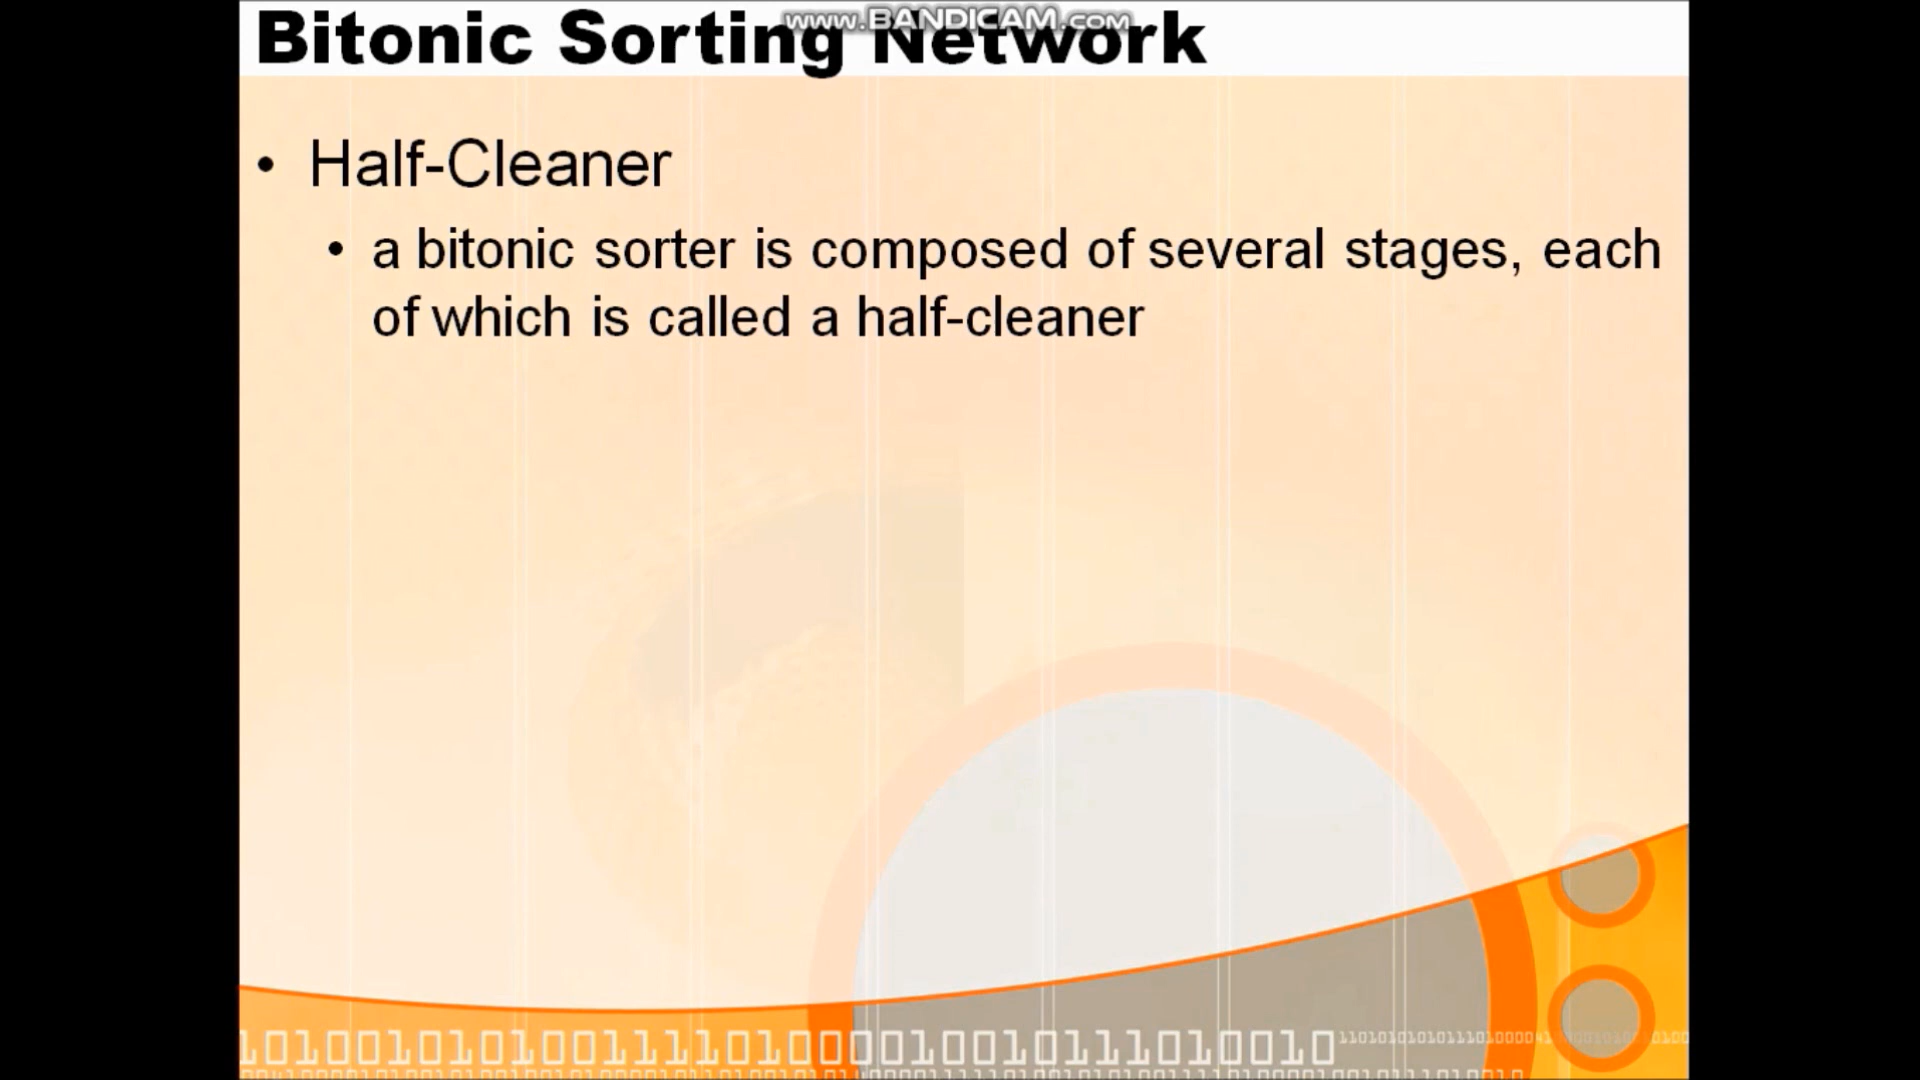 www.BANDICAM.com
Bitonic Sorting Network
• Half-Cleaner
• a bitonic sorter is composed of several stages, each
of which is called a half-cleaner